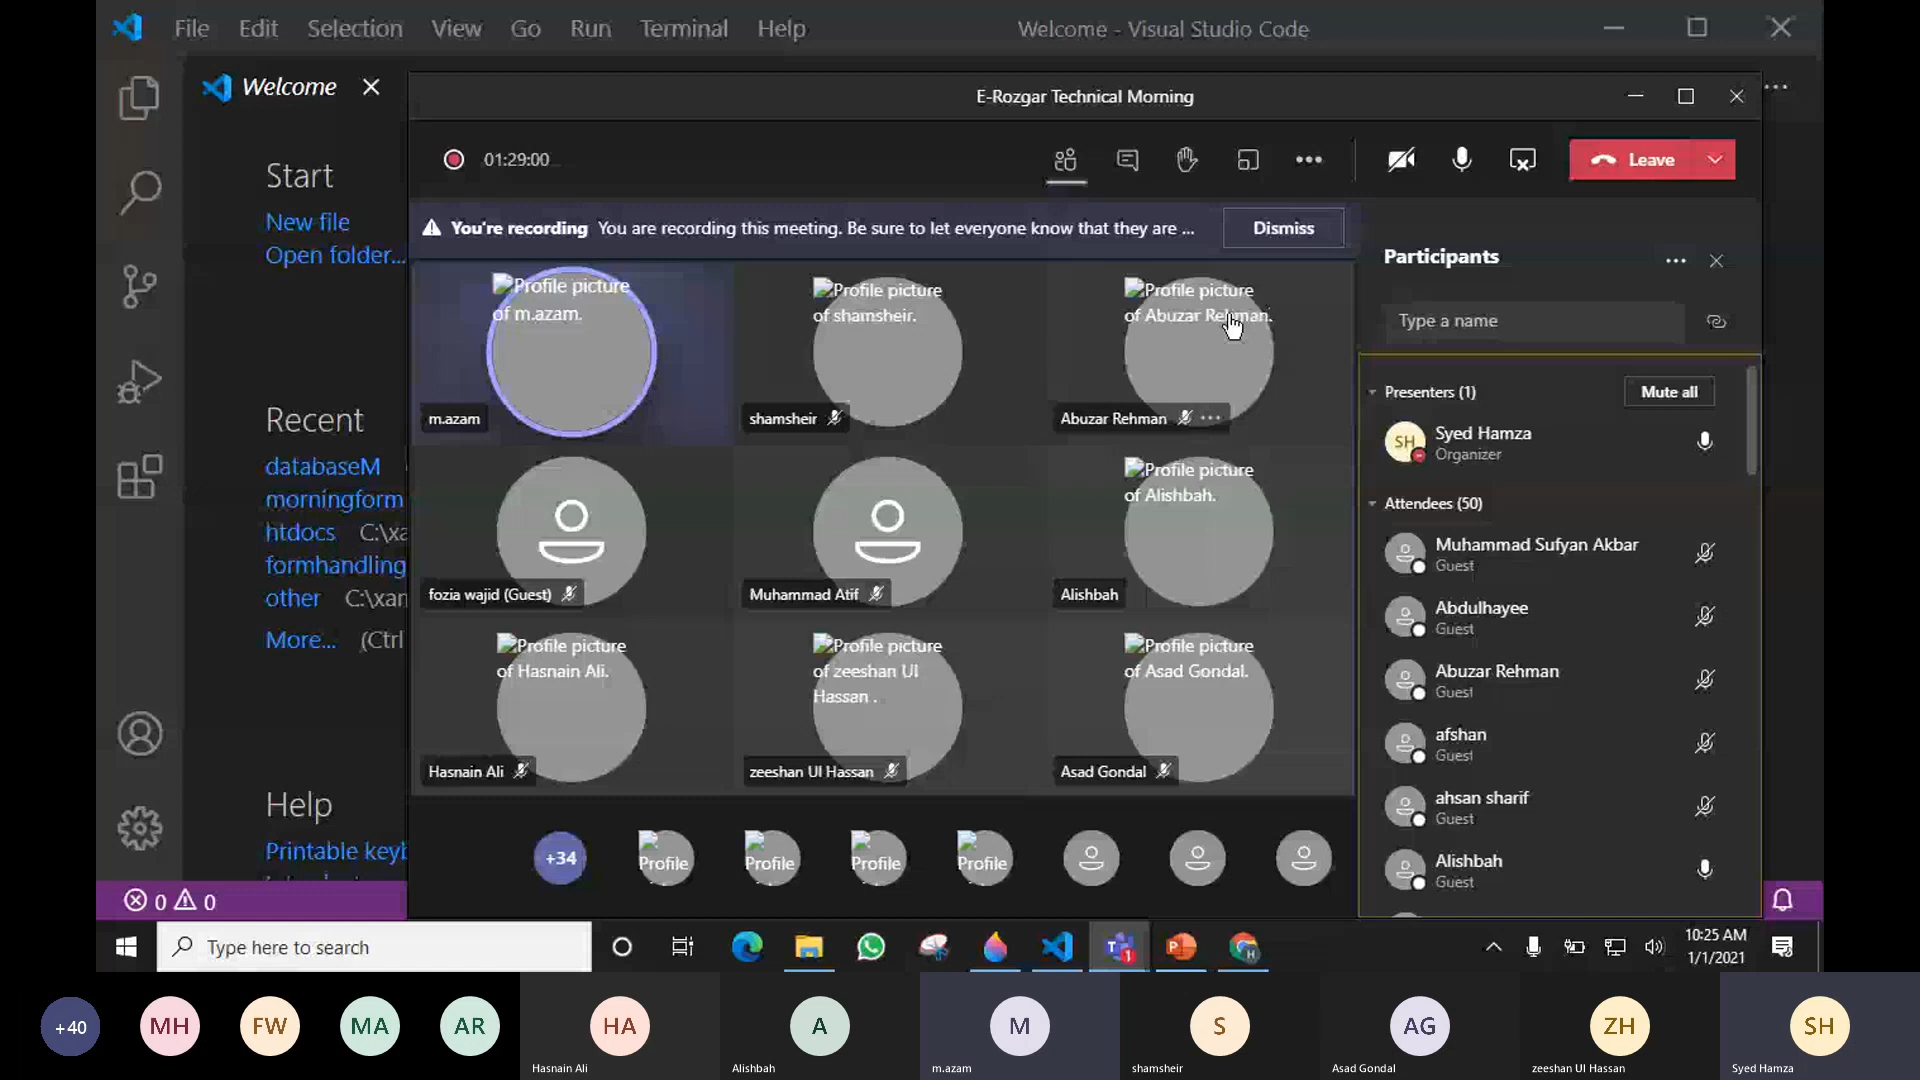 File Edit Selection View Go Run Terminal Help
Welcome - Visual Studio Code
Welcome
E-Rozgar Technical Morning
01:29:00
Leave
You're recording You are recording this meeting. Be sure to let everyone know that they are ...
Dismiss
Start
New file
Open folder...
Recent
databaseM
morningform
htdocs C:\xa
formhandling
other C:\xam
More... (Ctrl
Help
Printable keyb
0 0
Profile picture
of m.azam.
m.azam
Profile picture
of shamsheir.
shamsheir
Profile picture
of Abuzar Rehman.
Abuzar Rehman
fozia wajid (Guest)
Muhammad Atif
Profile picture
of Alishbah.
Alishbah
Profile picture
of Hasnain Ali.
Hasnain Ali
Profile picture
of zeeshan Ul
Hassan .
zeeshan Ul Hassan
Profile picture
of Asad Gondal.
Asad Gondal
+34
Profile
Profile
Profile
Profile
Participants
Type a name
Presenters (1)
Mute all
SH
Syed Hamza
Organizer
Attendees (50)
Muhammad Sufyan Akbar
Guest
Abdulhayee
Guest
Abuzar Rehman
Guest
afshan
Guest
ahsan sharif
Guest
Alishbah
Guest
Type here to search
10:25 AM
1/1/2021
+40
MH
FW
MA
AR
HA
Hasnain Ali
A
Alishbah
M
m.azam
S
shamsheir
AG
Asad Gondal
ZH
zeeshan Ul Hassan
SH
Syed Hamza